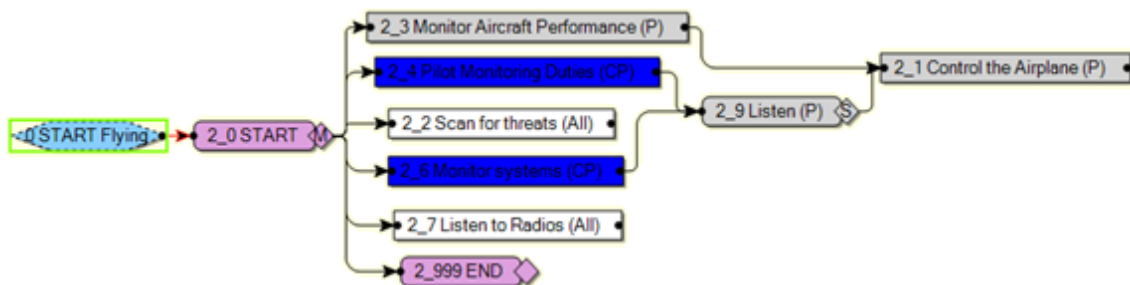 2_3 Monitor Aircraft Performance (P)
2_4 Pilot Monitoring Duties (CP)
2_1 Control the Airplane (P)
2_2 Scan for threats (All)
2_9 Listen (P)
S
0 START Flying
2_0 START
M
2_6 Monitor systems (CP)
2_7 Listen to Radios (All)
2_999 END